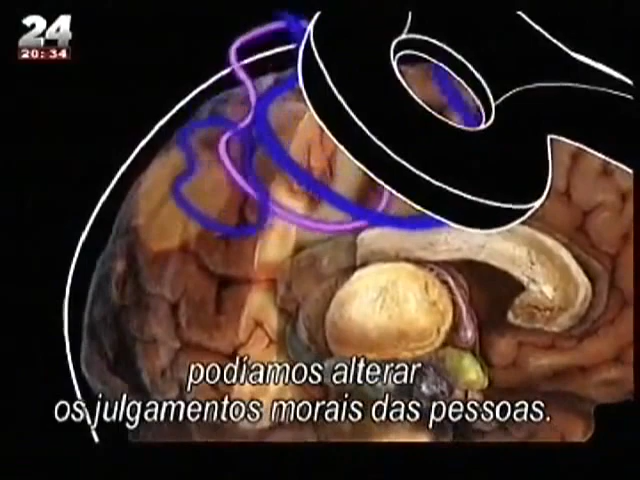 24
20:34
podíamos alterar
os julgamentos morais das pessoas.